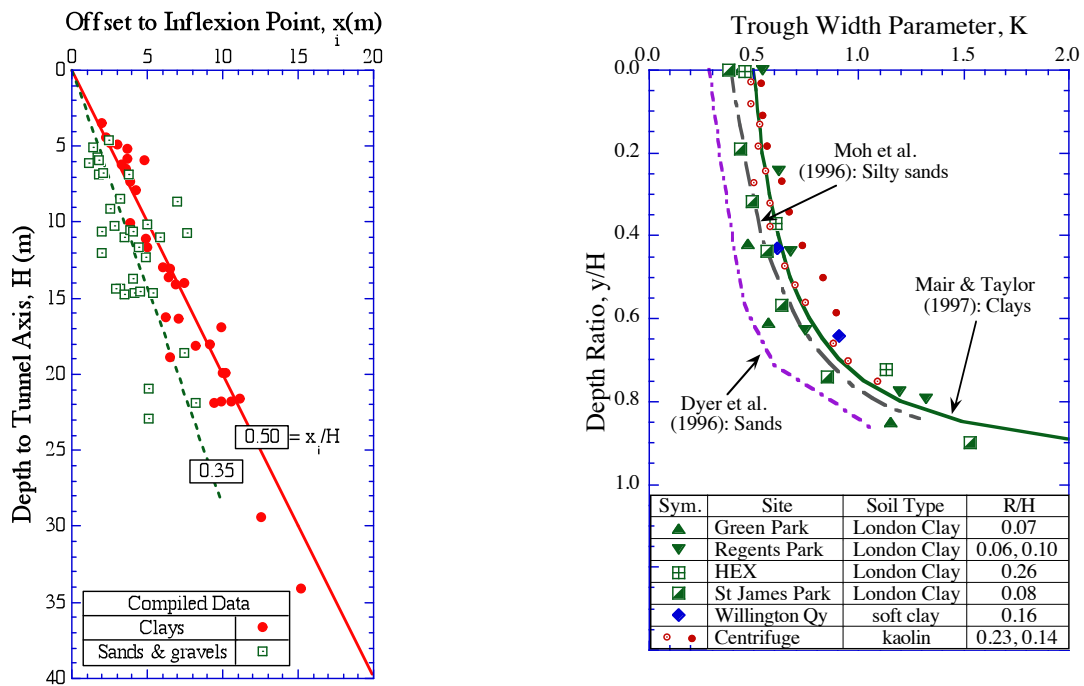 Offset to Inflexion Point, xi(m)
0 5 10 15 20
0
5
10
15
20
25
30
35
40
Depth to Tunnel Axis, H (m)
0.50 = xi/H
0.35
Compiled Data
Clays
Sands & gravels
Trough Width Parameter, K
0.0 0.5 1.0 1.5 2.0
0.0
0.2
0.4
0.6
0.8
1.0
Depth Ratio, y/H
Moh et al.
(1996): Silty sands
Mair & Taylor
(1997): Clays
Dyer et al.
(1996): Sands
Sym. Site Soil Type R/H
Green Park London Clay 0.07
Regents Park London Clay 0.06, 0.10
HEX London Clay 0.26
St James Park London Clay 0.08
Willington Qy soft clay 0.16
Centrifuge kaolin 0.23, 0.14